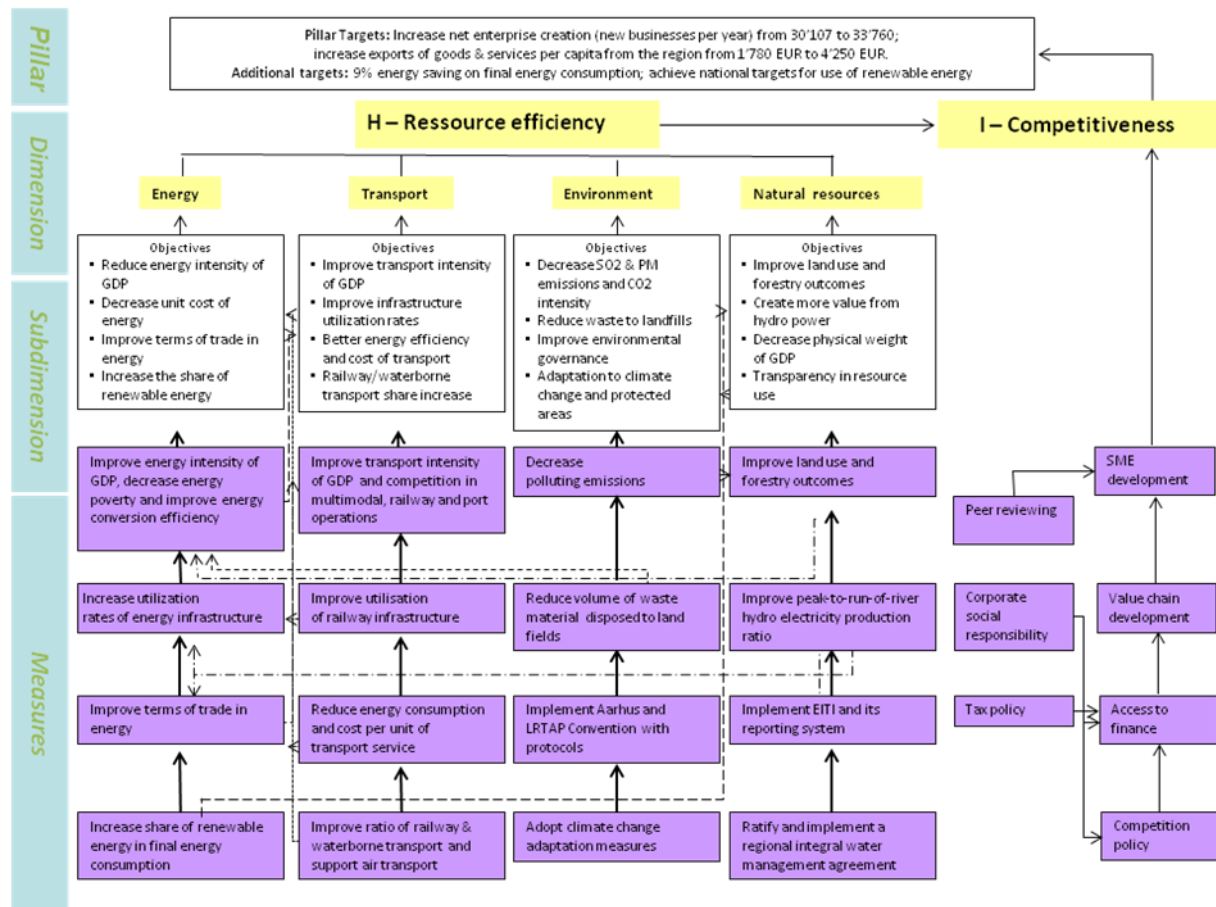 Pillar
Pillar Targets: Increase net enterprise creation (new businesses per year) from 30'107 to 33'760;
increase exports of goods & services per capita from the region from 1'780 EUR to 4'250 EUR.
Additional targets: 9% energy saving on final energy consumption; achieve national targets for use of renewable energy
Dimension
H – Ressource efficiency
I – Competitiveness
Energy
Transport
Environment
Natural resources
Subdimension
Objectives
▪ Reduce energy intensity of
GDP
▪ Decrease unit cost of
energy
▪ Improve terms of trade in
energy
▪ Increase the share of
renewable energy
Objectives
▪ Improve transport intensity
of GDP
▪ Improve infrastructure
utilization rates
▪ Better energy efficiency
and cost of transport
▪ Railway/waterborne
transport share increase
Objectives
▪ Decrease SO2 & PM
emissions and CO2
intensity
▪ Reduce waste to landfills
▪ Improve environmental
governance
▪ Adaptation to climate
change and protected
areas
Objectives
▪ Improve land use and
forestry outcomes
▪ Create more value from
hydro power
▪ Decrease physical weight
of GDP
▪ Transparency in resource
use
Measures
Improve energy intensity of
GDP, decrease energy
poverty and improve energy
conversion efficiency
Improve transport intensity
of GDP and competition in
multimodal, railway and port
operations
Decrease
polluting emissions
Improve land use and
forestry outcomes
SME
development
Peer reviewing
Increase utilization
rates of energy infrastructure
Improve utilisation
of railway infrastructure
Reduce volume of waste
material disposed to land
fields
Improve peak-to-run-of-river
hydro electricity production
ratio
Corporate
social
responsibility
Value chain
development
Improve terms of trade in
energy
Reduce energy consumption
and cost per unit of
transport service
Implement Aarhus and
LRTAP Convention with
protocols
Implement EITI and its
reporting system
Tax policy
Access to
finance
Increase share of renewable
energy in final energy
consumption
Improve ratio of railway &
waterborne transport and
support air transport
Adopt climate change
adaptation measures
Ratify and implement a
regional integral water
management agreement
Competition
policy